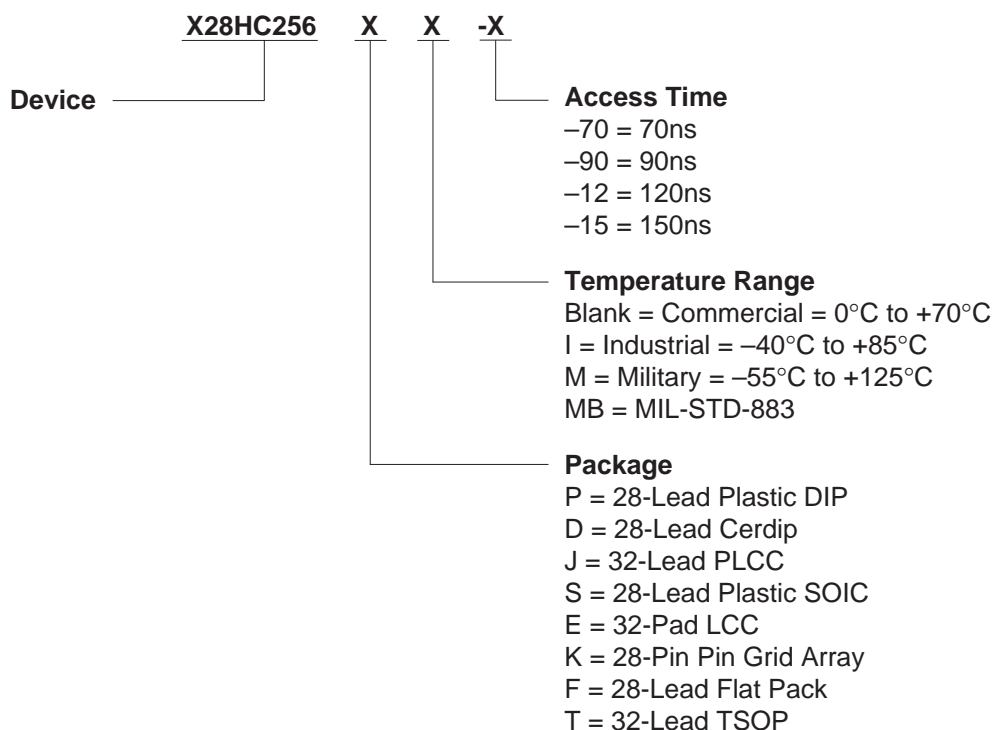 X28HC256 X X -X
Device
Access Time
–70 = 70ns
–90 = 90ns
–12 = 120ns
–15 = 150ns
Temperature Range
Blank = Commercial = 0°C to +70°C
I = Industrial = –40°C to +85°C
M = Military = –55°C to +125°C
MB = MIL-STD-883
Package
P = 28-Lead Plastic DIP
D = 28-Lead Cerdip
J = 32-Lead PLCC
S = 28-Lead Plastic SOIC
E = 32-Pad LCC
K = 28-Pin Pin Grid Array
F = 28-Lead Flat Pack
T = 32-Lead TSOP